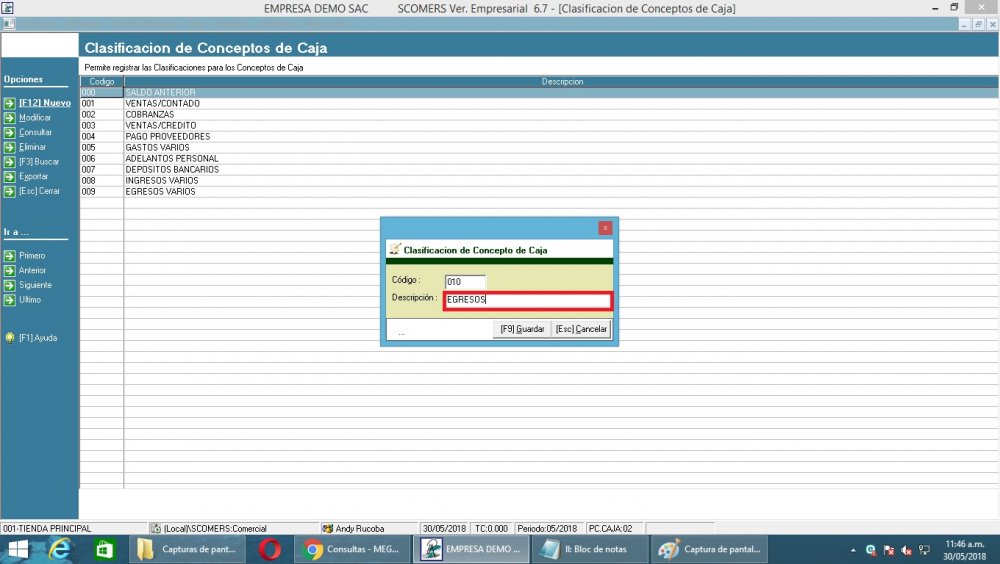 EMPRESA DEMO SAC SCOMERS Ver. Empresarial 6.7 - [Clasificacion de Conceptos de Caja]
Clasificacion de Conceptos de Caja
Permite registrar las Clasificaciones para los Conceptos de Caja
Opciones
[F12] Nuevo
Modificar
Consultar
Eliminar
[F3] Buscar
Exportar
[Esc] Cerrar
Ir a ...
Primero
Anterior
Siguiente
Ultimo
[F1] Ayuda
Codigo Descripcion
000 SALDO ANTERIOR
001 VENTAS/CONTADO
002 COBRANZAS
003 VENTAS/CREDITO
004 PAGO PROVEEDORES
005 GASTOS VARIOS
006 ADELANTOS PERSONAL
007 DEPOSITOS BANCARIOS
008 INGRESOS VARIOS
009 EGRESOS VARIOS
Clasificacion de Concepto de Caja
Código : 010
Descripción : EGRESOS
... [F9] Guardar [Esc] Cancelar
001-TIENDA PRINCIPAL (Local)\SCOMERS:Comercial Andy Rucoba 30/05/2018 TC:0.000 Periodo:05/2018 PC.CAJA:02
Capturas de pant... Consultas - MEG... EMPRESA DEMO ... II: Bloc de notas Captura de pantal...
11:46 a.m.
30/05/2018